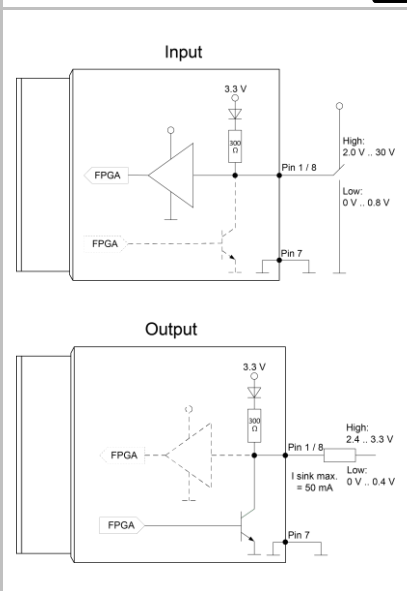 Input
3.3 V
300
Ω
FPGA
Pin 1 / 8
High:
2.0 V .. 30 V
Low:
0 V .. 0.8 V
FPGA
Pin 7
Output
3.3 V
300
Ω
FPGA
Pin 1 / 8
High:
2.4 .. 3.3 V
I sink max.
= 50 mA
Low:
0 V .. 0.4 V
FPGA
Pin 7